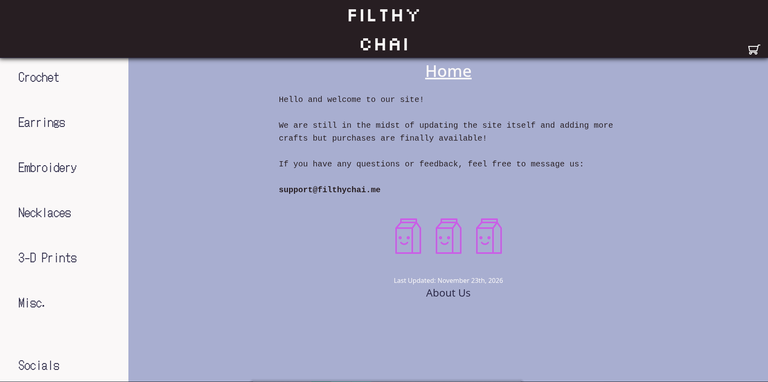 FILTHY
CHAI
Crochet
Earrings
Embroidery
Necklaces
3-D Prints
Misc.
Socials
Home
Hello and welcome to our site!
We are still in the midst of updating the site itself and adding more
crafts but purchases are finally available!
If you have any questions or feedback, feel free to message us:
support@filthychai.me
Last Updated: November 23th, 2026
About Us